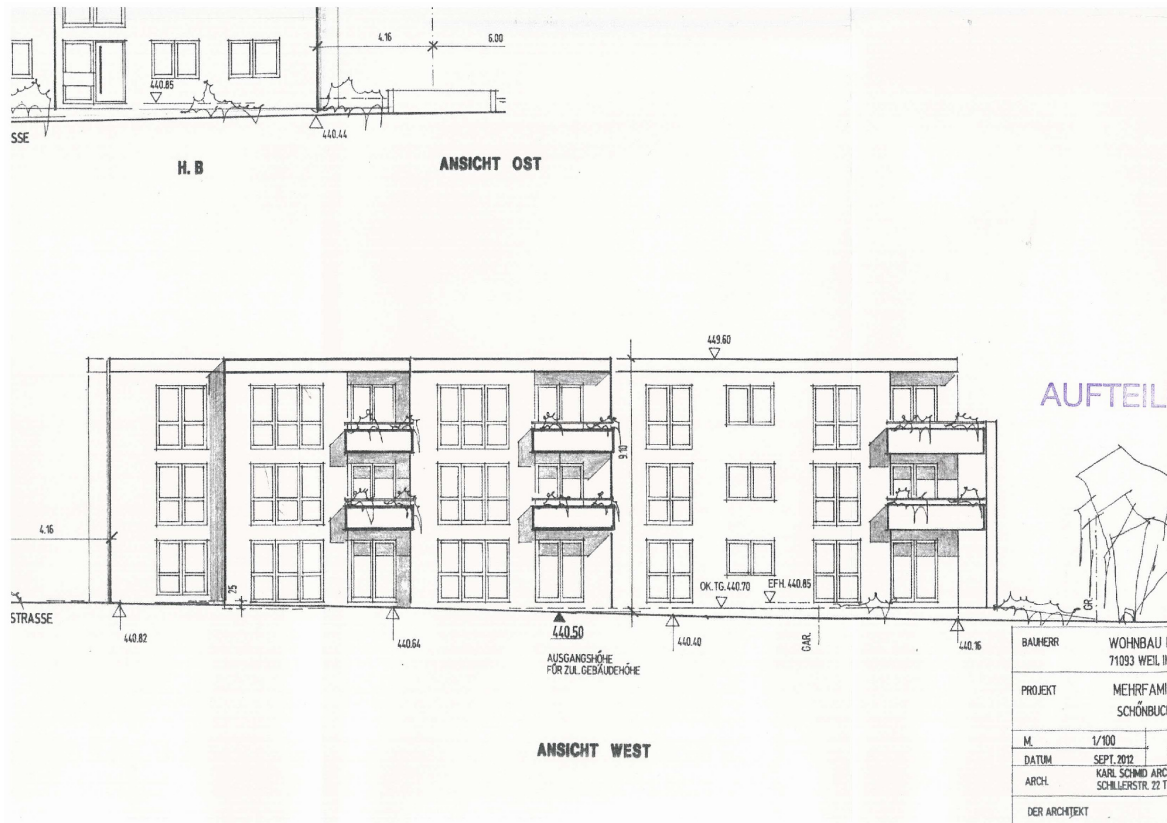 4.16
6.00
440.85
SSE
440.44
H. B
ANSICHT OST
449.60
AUFTEIL
9.10
4.16
25
OK.TG. 440.70
EFH. 440.85
STRASSE
440.82
440.64
440.50
440.40
GAR.
440.16
GR.
AUSGANGSHÖHE
FÜR ZUL.GEBÄUDEHÖHE
ANSICHT WEST
BAUHERR WOHNBAU
71093 WEIL I
PROJEKT MEHRFAMI
SCHÖNBUC
M. 1/100
DATUM SEPT. 2012
ARCH. KARL SCHMID ARC
SCHILLERSTR. 22 T
DER ARCHITEKT